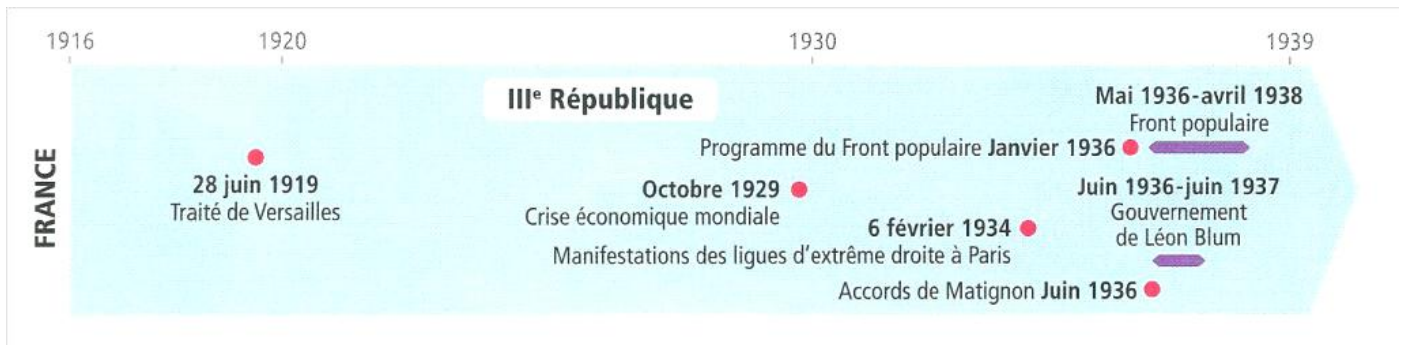 1916 1920 1930 1939
IIIe République
FRANCE
28 juin 1919
Traité de Versailles
Octobre 1929
Crise économique mondiale
6 février 1934
Manifestations des ligues d’extrême droite à Paris
Programme du Front populaire Janvier 1936
Mai 1936-avril 1938
Front populaire
Juin 1936-juin 1937
Gouvernement
de Léon Blum
Accords de Matignon Juin 1936